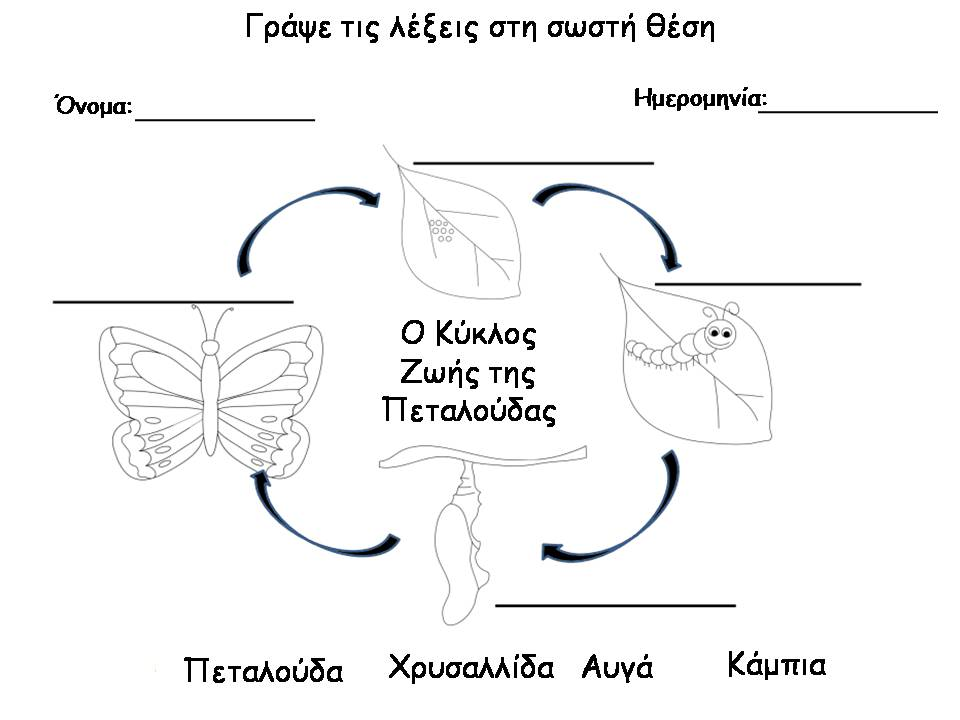 Γράψε τις λέξεις στη σωστή θέση
Όνομα: Ημερομηνία:
Ο Κύκλος
Ζωής της
Πεταλούδας
Πεταλούδα Χρυσαλλίδα Αυγά Κάμπια